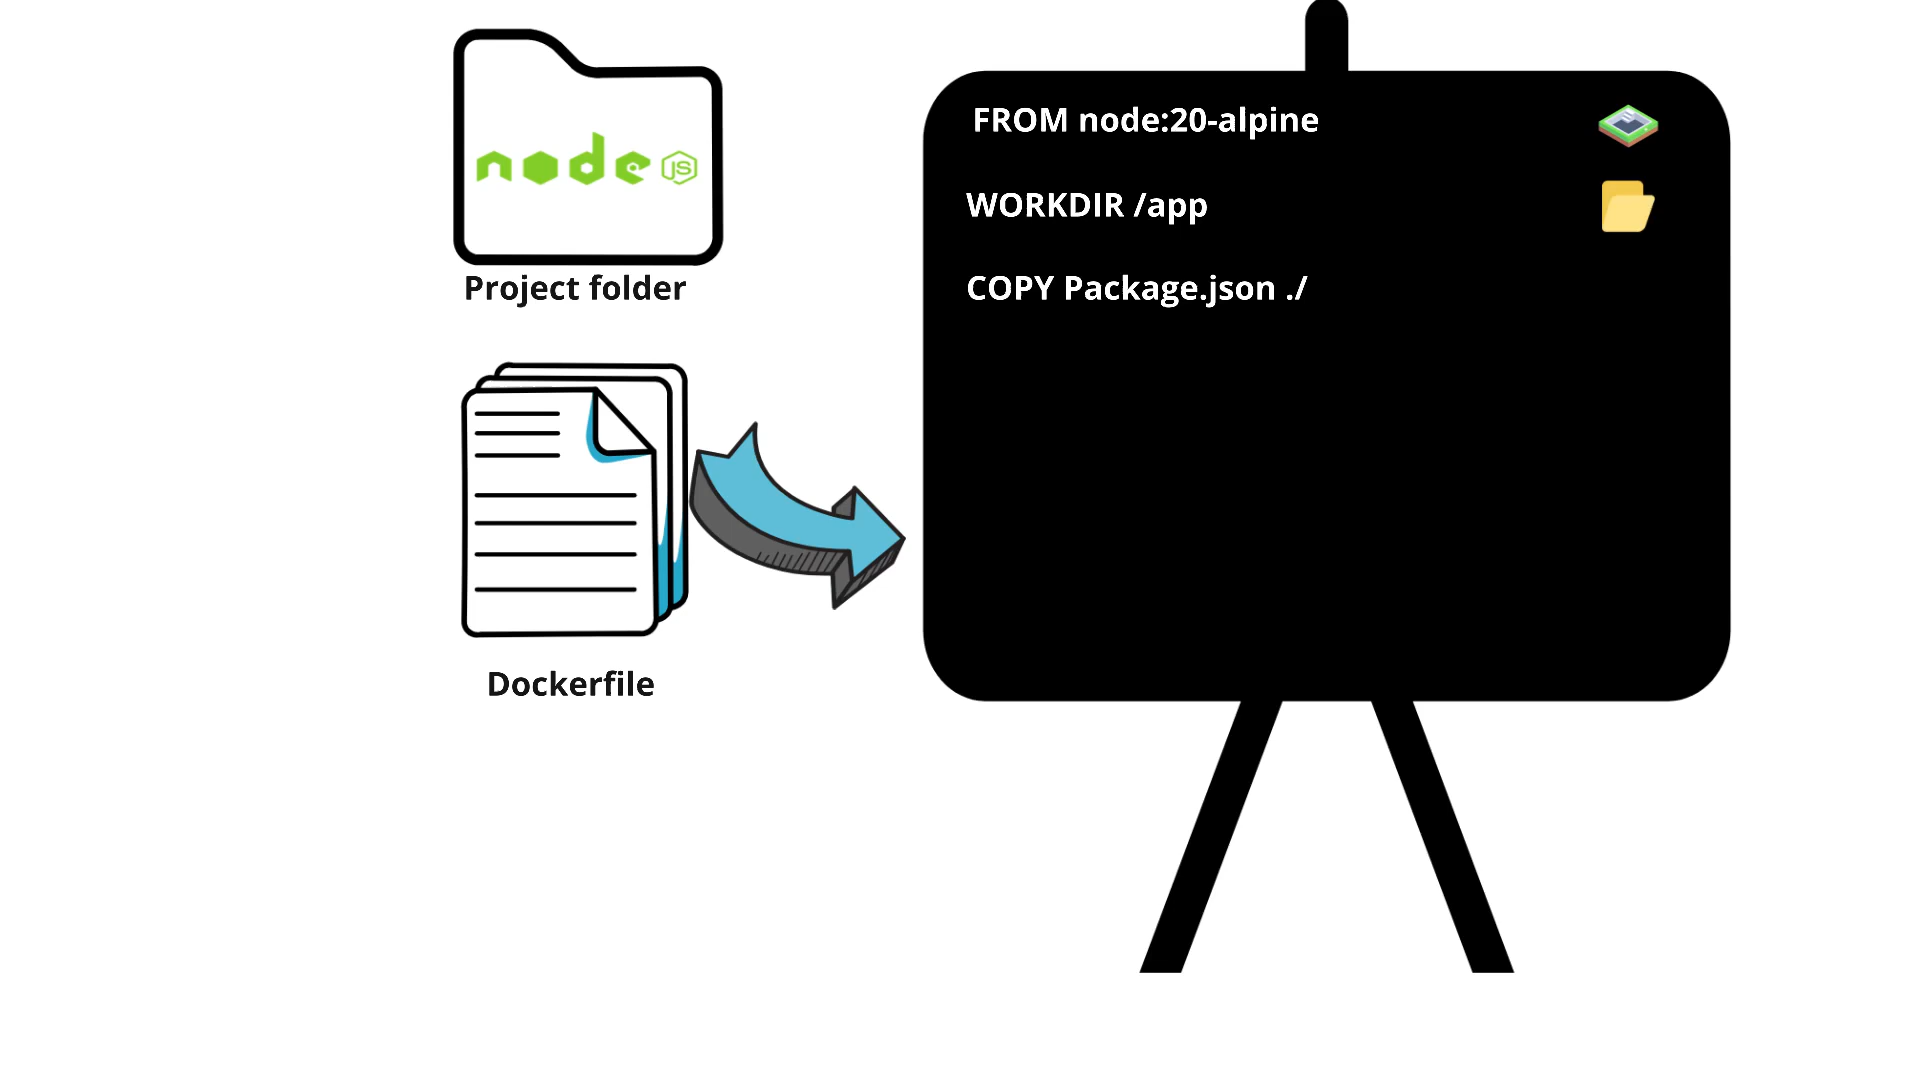 node JS
Project folder
Dockerfile
FROM node:20-alpine
WORKDIR /app
COPY Package.json ./